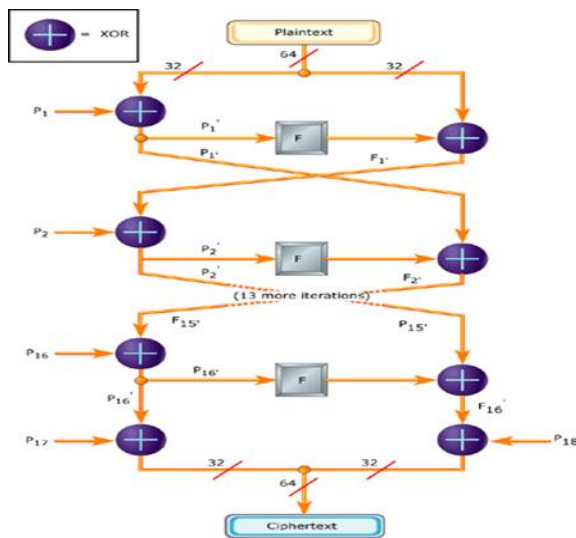 = XOR
Plaintext
64
32
32
P1
P1'
F
P1'
F1'
P2
P2'
F
P2'
F2'
(13 more iterations)
F15'
P15'
P16
P16'
F
P16'
F16'
P17
P18
32
32
64
Ciphertext